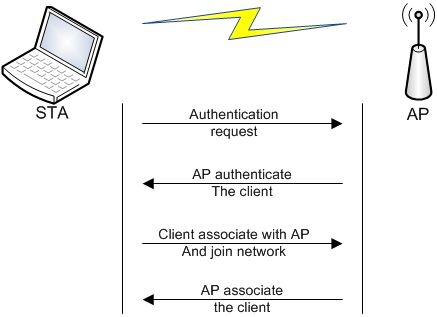 STA
AP
Authentication
request
AP authenticate
The client
Client associate with AP
And join network
AP associate
the client